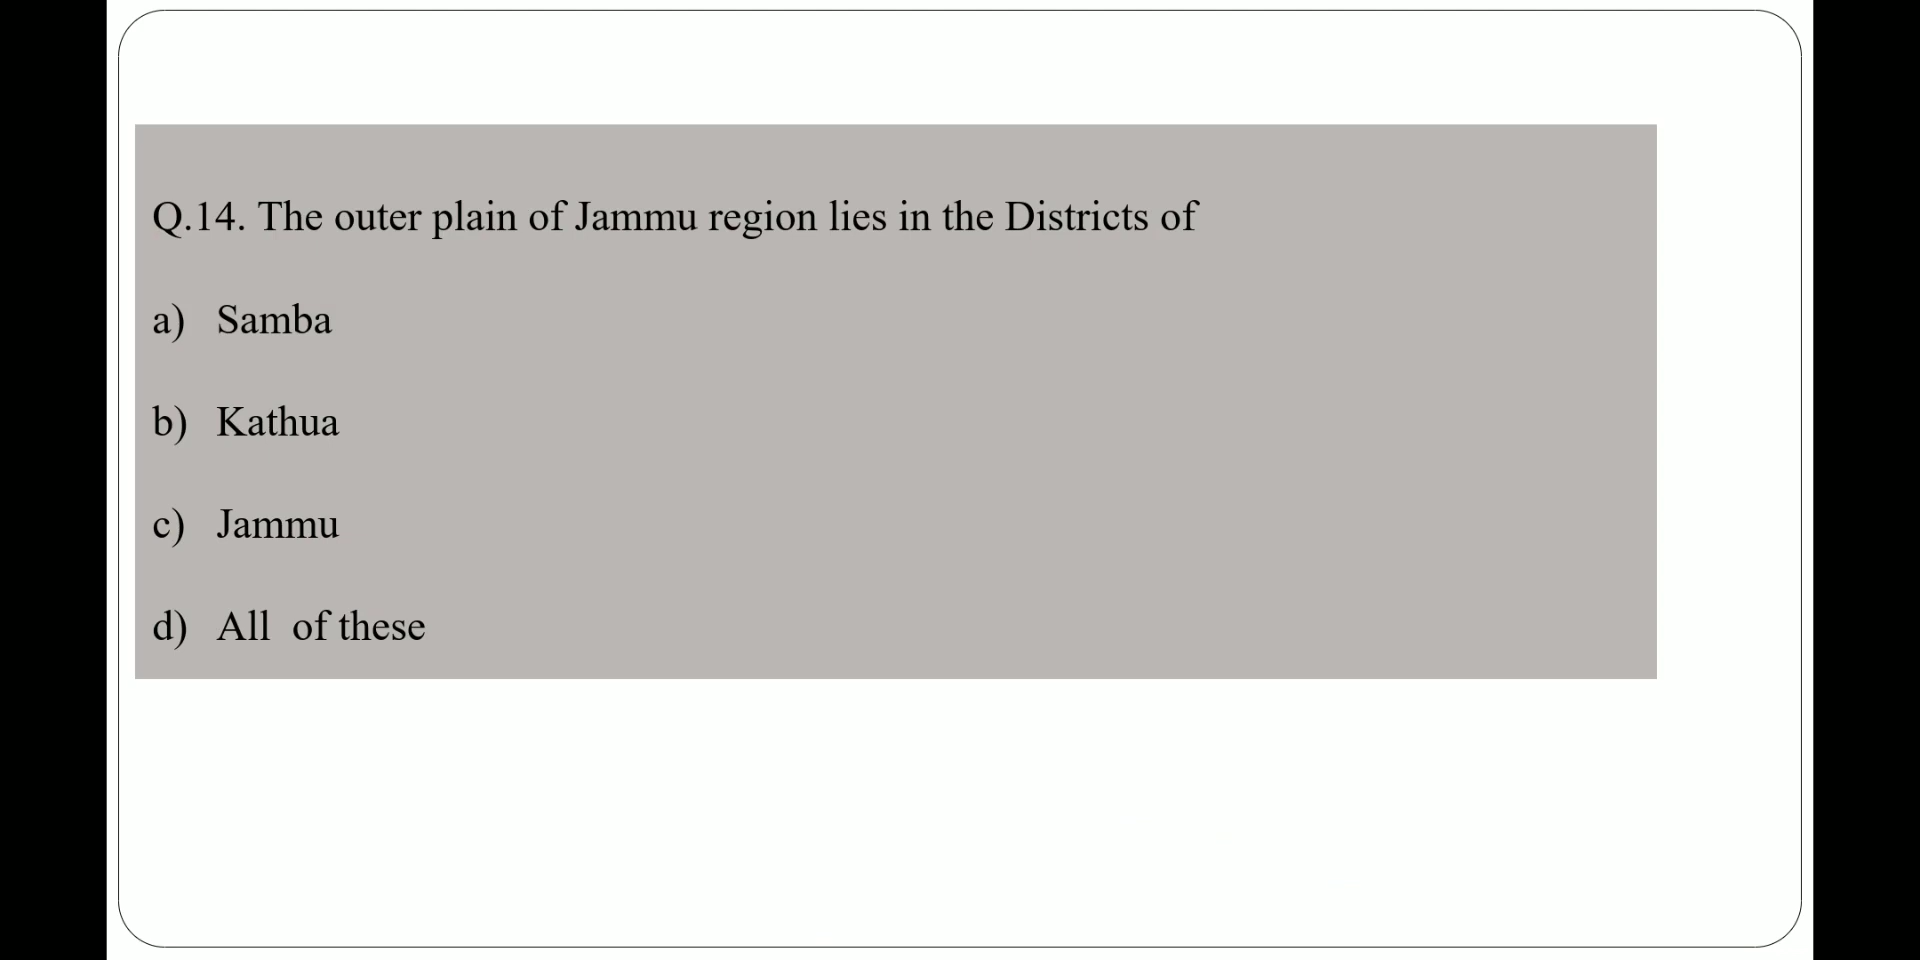 Q.14. The outer plain of Jammu region lies in the Districts of
a) Samba
b) Kathua
c) Jammu
d) All of these